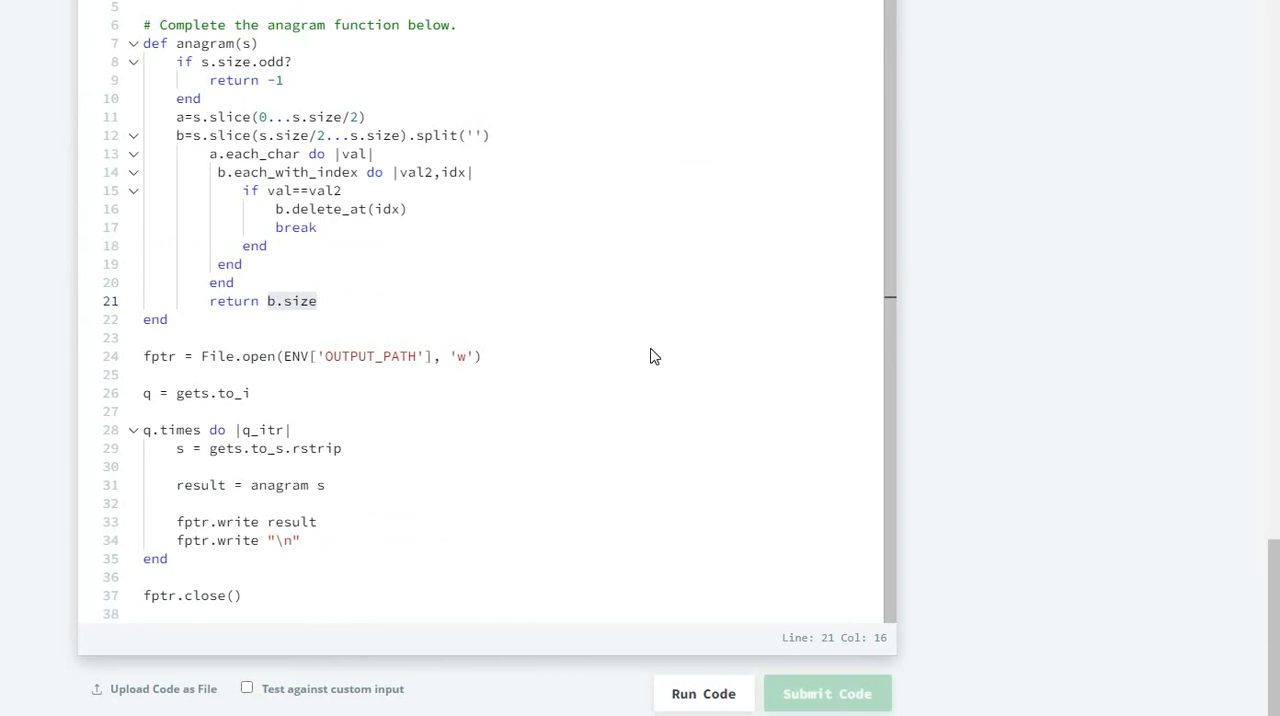 5
6 # Complete the anagram function below.
7 def anagram(s)
8 if s.size.odd?
9 return -1
10 end
11 a=s.slice(0...s.size/2)
12 b=s.slice(s.size/2...s.size).split('')
13 a.each_char do |val|
14 b.each_with_index do |val2,idx|
15 if val==val2
16 b.delete_at(idx)
17 break
18 end
19 end
20 end
21 return b.size
22 end
23
24 fptr = File.open(ENV['OUTPUT_PATH'], 'w')
25
26 q = gets.to_i
27
28 q.times do |q_itr|
29 s = gets.to_s.rstrip
30
31 result = anagram s
32
33 fptr.write result
34 fptr.write "\n"
35 end
36
37 fptr.close()
38
Line: 21 Col: 16
Upload Code as File Test against custom input Run Code Submit Code